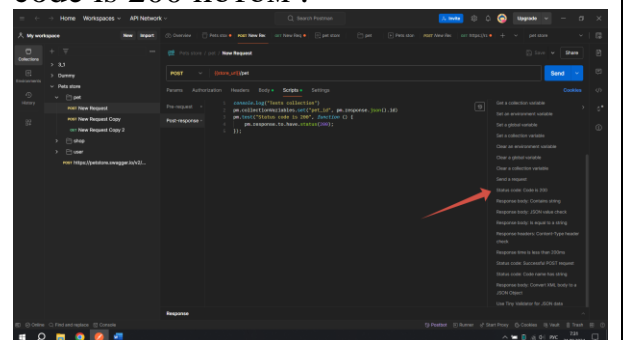 code is 200 потом .
Home Workspaces API Network
Search Postman
Invite
Upgrade
My workspace
New Import
Overview
Pets store / pet / New Request
Save Share
POST {{store_url}}/pet
Send
Params Authorization Headers Body Scripts Settings
Cookies
Collections
Environments
History
3.1
Dummy
Pets store
pet
POST New Request
POST New Request Copy
GET New Request Copy 2
shop
user
POST https://petstore.swagger.io/v2/...
Pre-request
Post-response
1 console.log("Tests collection")
2 pm.collectionVariables.set("pet_id", pm.response.json().id)
3 pm.test("Status code is 200", function () {
4 pm.response.to.have.status(200);
5 });
Get a collection variable
Set an environment variable
Set a global variable
Set a collection variable
Clear an environment variable
Clear a global variable
Clear a collection variable
Send a request
Status code: Code is 200
Response body: Contains string
Response body: JSON value check
Response body: Is equal to a string
Response headers: Content-Type header
check
Response time is less than 200ms
Status code: Successful POST request
Status code: Code name has string
Response body: Convert XML body to a
JSON Object
Use Tiny Validator for JSON data
Response
Online Find and replace Console
Postbot Runner Start Proxy Cookies Vault Trash